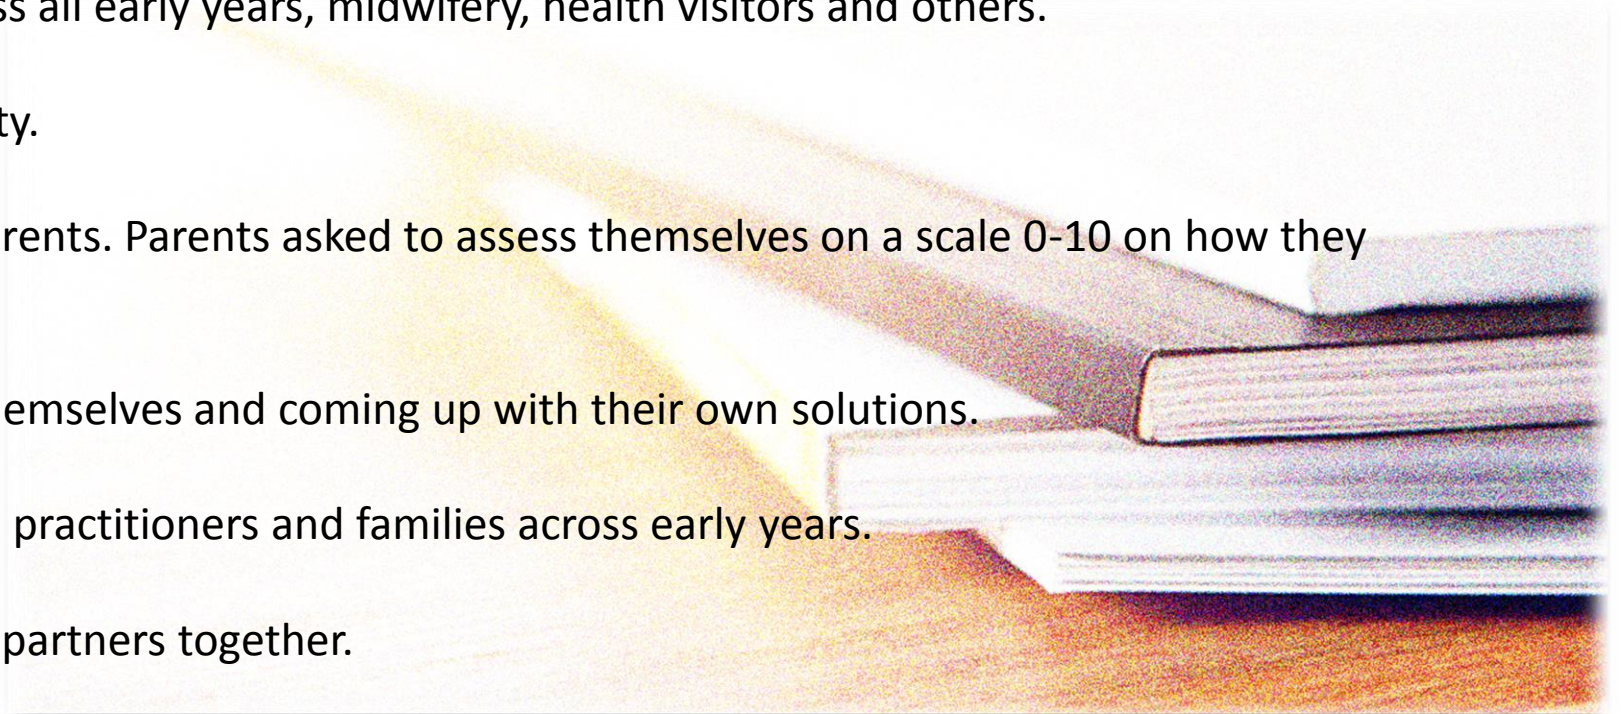 ss all early years, midwifery, health visitors and others.
ty.
rents. Parents asked to assess themselves on a scale 0-10 on how they
emselves and coming up with their own solutions.
practitioners and families across early years.
partners together.